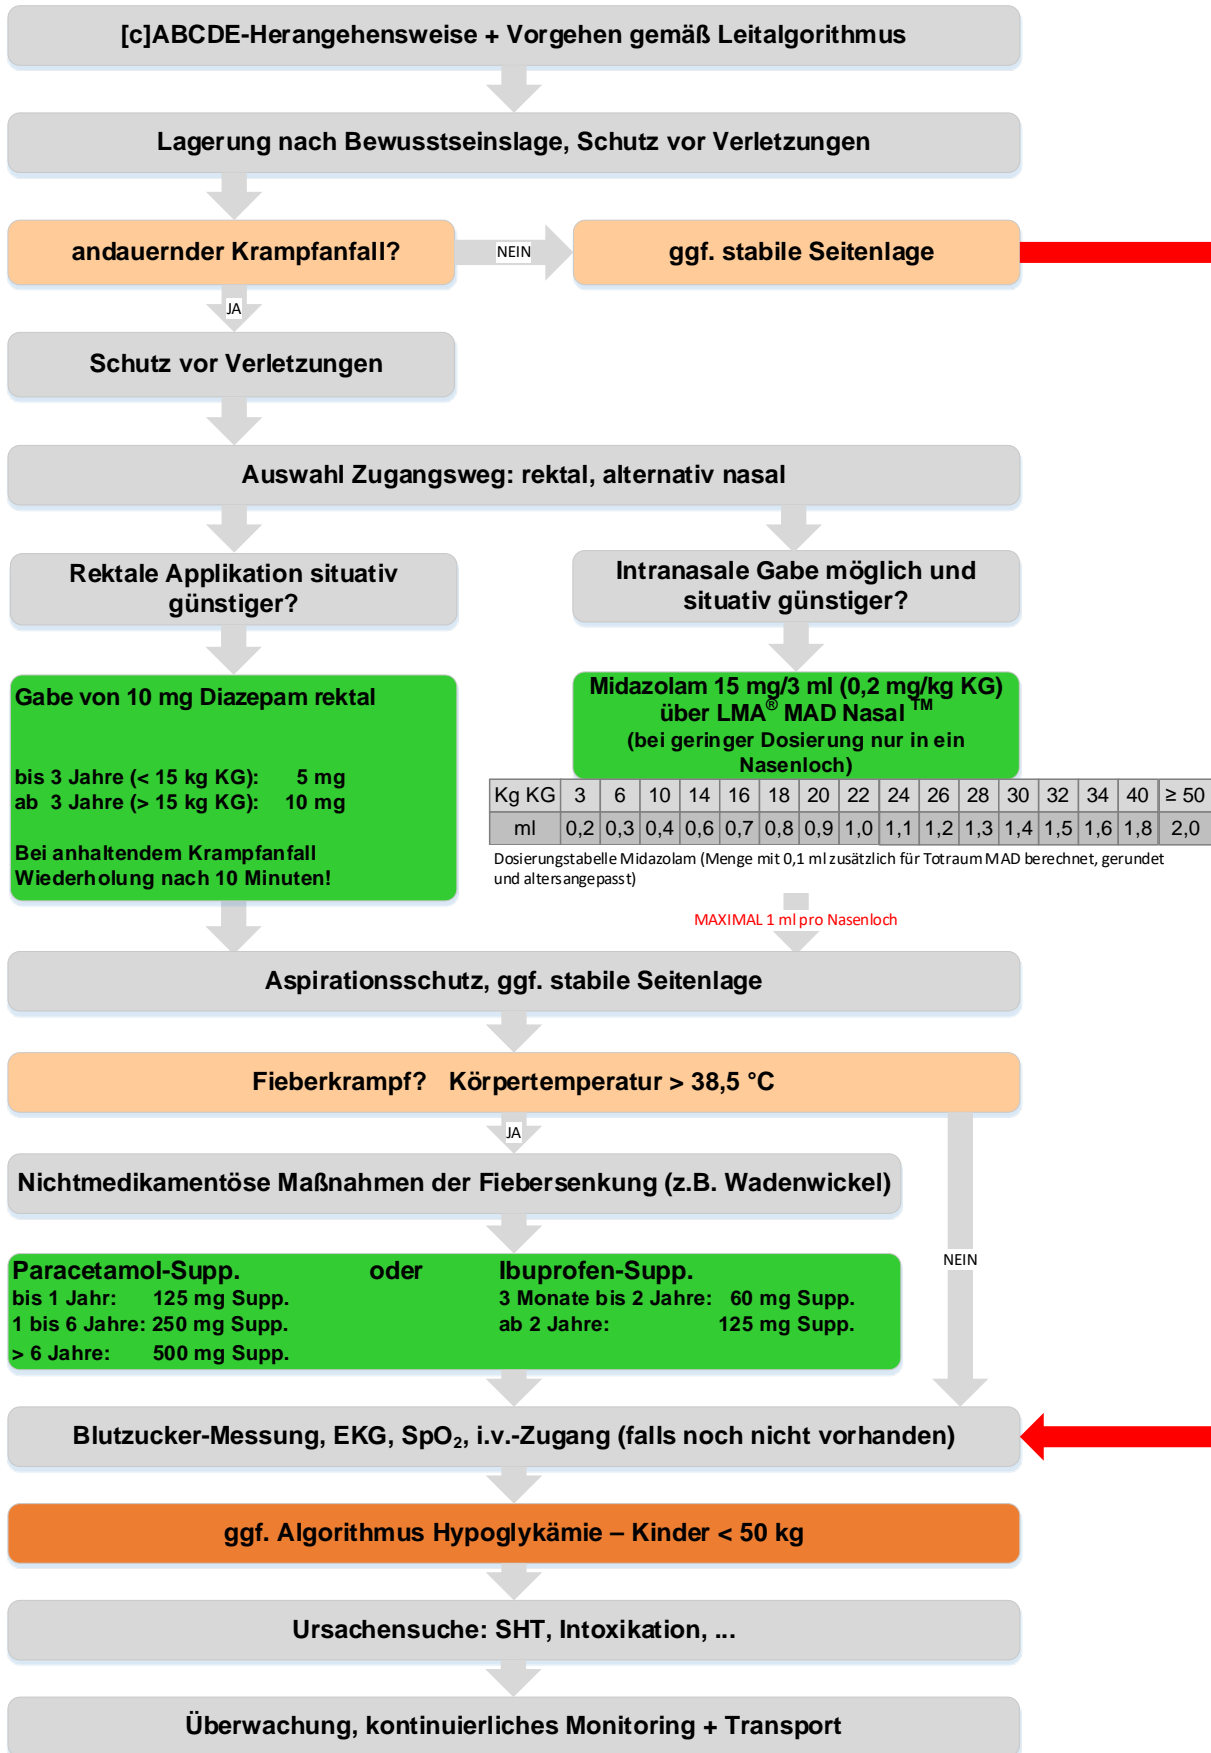 [c]ABCDE-Herangehensweise + Vorgehen gemäß Leitalgorithmus
Lagerung nach Bewusstseinslage, Schutz vor Verletzungen
andauernder Krampfanfall?
NEIN
ggf. stabile Seitenlage
JA
Schutz vor Verletzungen
Auswahl Zugangsweg: rektal, alternativ nasal
Rektale Applikation situativ
günstiger?
Gabe von 10 mg Diazepam rektal
bis 3 Jahre (< 15 kg KG): 5 mg
ab 3 Jahre (> 15 kg KG): 10 mg
Bei anhaltendem Krampfanfall
Wiederholung nach 10 Minuten!
Intranasale Gabe möglich und
situativ günstiger?
Midazolam 15 mg/3 ml (0,2 mg/kg KG)
über LMA® MAD Nasal ™
(bei geringer Dosierung nur in ein
Nasenloch)
Kg KG 3 6 10 14 16 18 20 22 24 26 28 30 32 34 40 ≥ 50
ml 0,2 0,3 0,4 0,6 0,7 0,8 0,9 1,0 1,1 1,2 1,3 1,4 1,5 1,6 1,8 2,0
Dosierungstabelle Midazolam (Menge mit 0,1 ml zusätzlich für Totraum MAD berechnet, gerundet
und altersangepasst)
MAXIMAL 1 ml pro Nasenloch
Aspirationsschutz, ggf. stabile Seitenlage
Fieberkrampf? Körpertemperatur > 38,5 °C
JA
Nichtmedikamentöse Maßnahmen der Fiebersenkung (z.B. Wadenwickel)
NEIN
Paracetamol-Supp. oder Ibuprofen-Supp.
bis 1 Jahr: 125 mg Supp. 3 Monate bis 2 Jahre: 60 mg Supp.
1 bis 6 Jahre: 250 mg Supp. ab 2 Jahre: 125 mg Supp.
> 6 Jahre: 500 mg Supp.
Blutzucker-Messung, EKG, SpO₂, i.v.-Zugang (falls noch nicht vorhanden)
ggf. Algorithmus Hypoglykämie – Kinder < 50 kg
Ursachensuche: SHT, Intoxikation, ...
Überwachung, kontinuierliches Monitoring + Transport